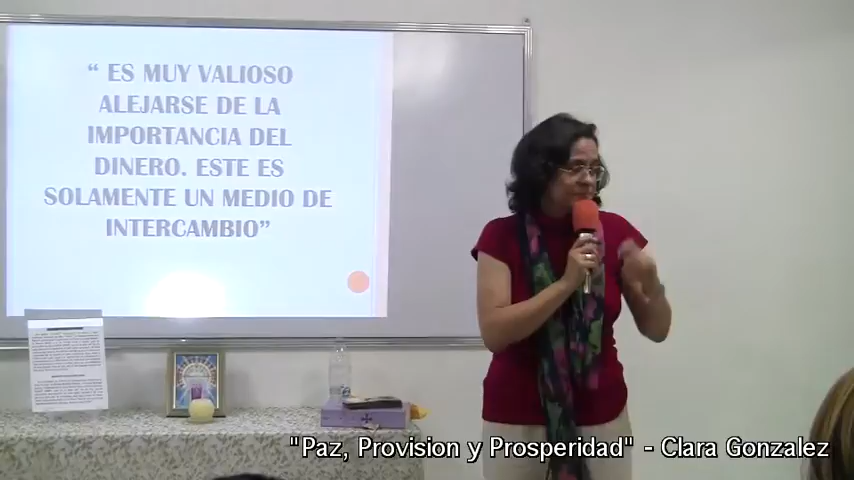 “ ES MUY VALIOSO
ALEJARSE DE LA
IMPORTANCIA DEL
DINERO. ESTE ES
SOLAMENTE UN MEDIO DE
INTERCAMBIO”
"Paz, Provision y Prosperidad" - Clara Gonzalez